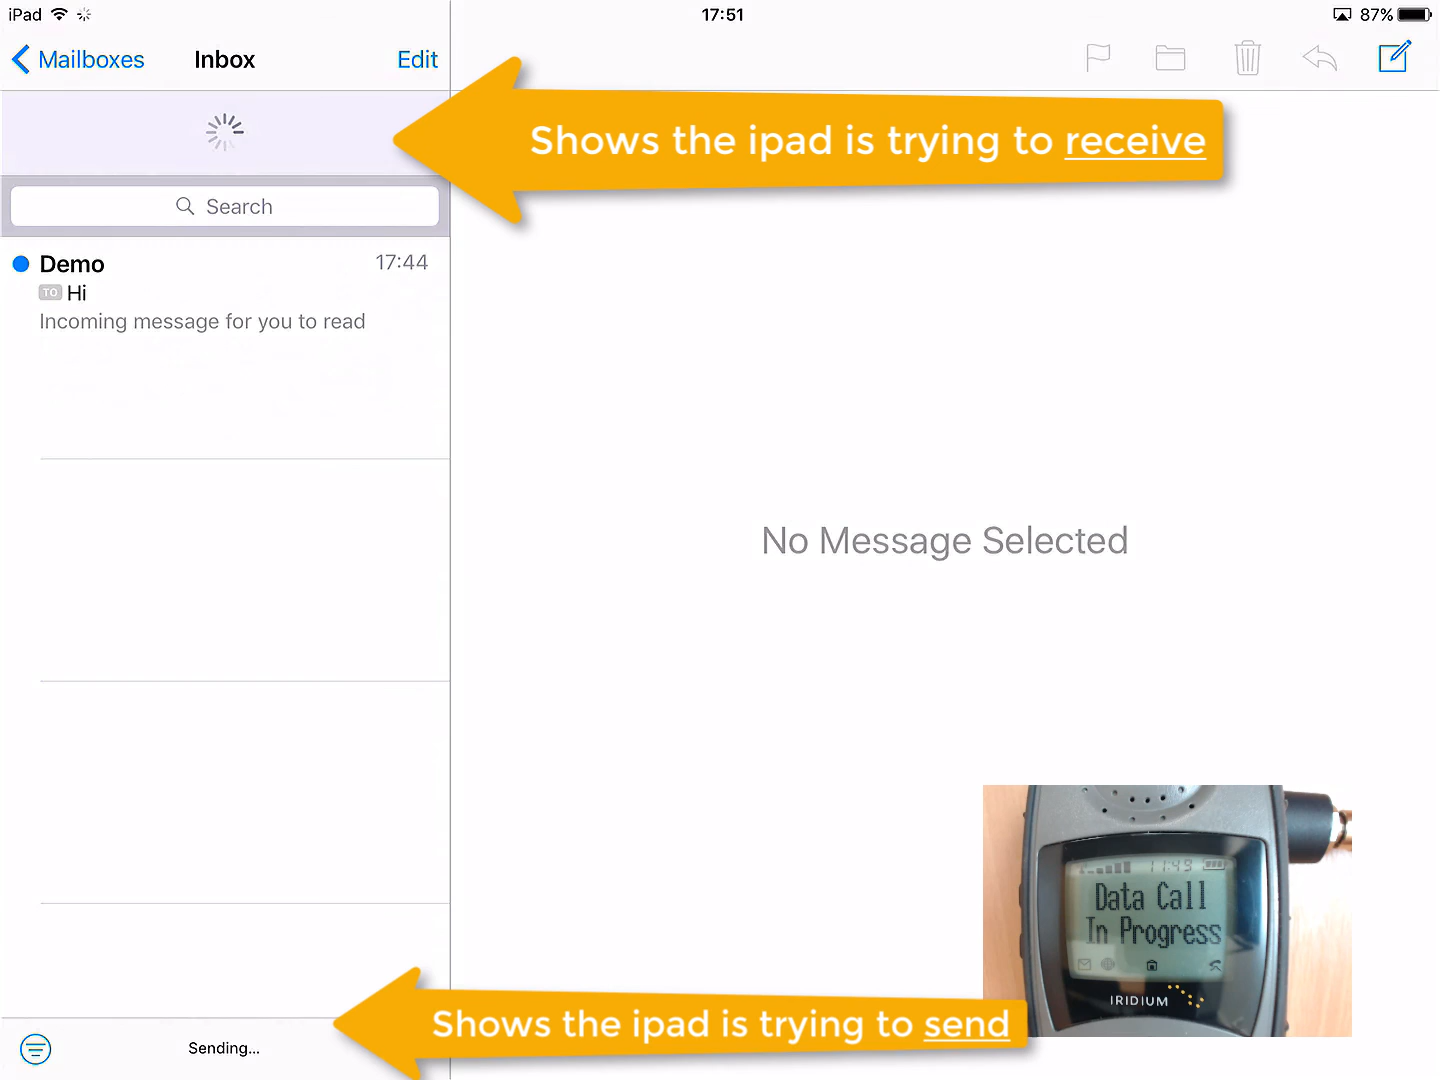 iPad
17:51
87%
Mailboxes
Inbox
Edit
Shows the ipad is trying to receive
Search
Demo
17:44
TO Hi
Incoming message for you to read
No Message Selected
11:49
Data Call
In Progress
IRIDIUM
Shows the ipad is trying to send
Sending...